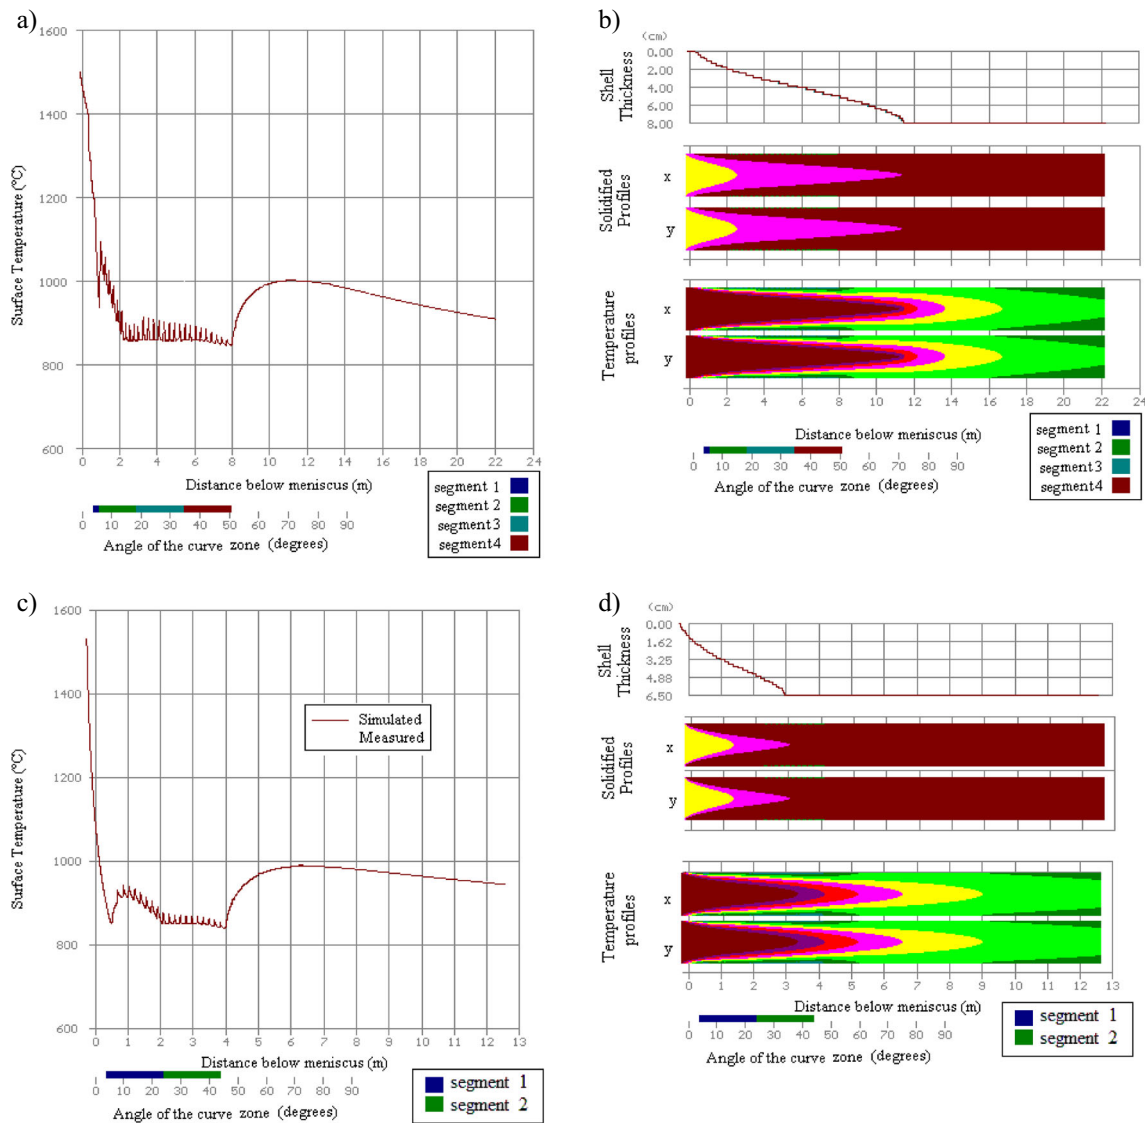 a)
1600
1400
1200
1000
800
600
Surface Temperature (°C)
0 2 4 6 8 10 12 14 16 18 20 22 24
Distance below meniscus (m)
0 10 20 30 40 50 60 70 80 90
Angle of the curve zone (degrees)
segment 1
segment 2
segment3
segment4
b)
(cm)
0.00
2.00
4.00
6.00
8.00
Shell
Thickness
Solidified
Profiles
x
y
Temperature
profiles
x
y
0 2 4 6 8 10 12 14 16 18 20 22 24
Distance below meniscus (m)
0 10 20 30 40 50 60 70 80 90
Angle of the curve zone (degrees)
segment 1
segment 2
segment3
segment4
c)
1600
1400
1200
1000
800
600
Surface Temperature (°C)
Simulated
Measured
0 1 2 3 4 5 6 7 8 9 10 11 12 13
Distance below meniscus (m)
0 10 20 30 40 50 60 70 80 90
Angle of the curve zone (degrees)
segment 1
segment 2
d)
(cm)
0.00
1.62
3.25
4.88
6.50
Shell
Thickness
Solidified
Profiles
x
y
Temperature
profiles
x
y
0 1 2 3 4 5 6 7 8 9 10 11 12 13
Distance below meniscus (m)
0 10 20 30 40 50 60 70 80 90
Angle of the curve zone (degrees)
segment 1
segment 2